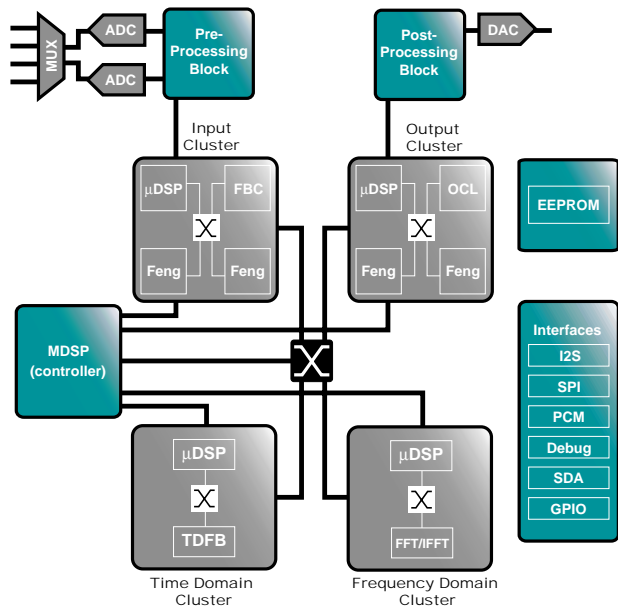 MUX
ADC
ADC
Pre-
Processing
Block
Post-
Processing
Block
DAC
Input
Cluster
Output
Cluster
μDSP
FBC
Feng
Feng
μDSP
OCL
Feng
Feng
EEPROM
MDSP
(controller)
Interfaces
I2S
SPI
PCM
Debug
SDA
GPIO
μDSP
TDFB
μDSP
FFT/IFFT
Time Domain
Cluster
Frequency Domain
Cluster